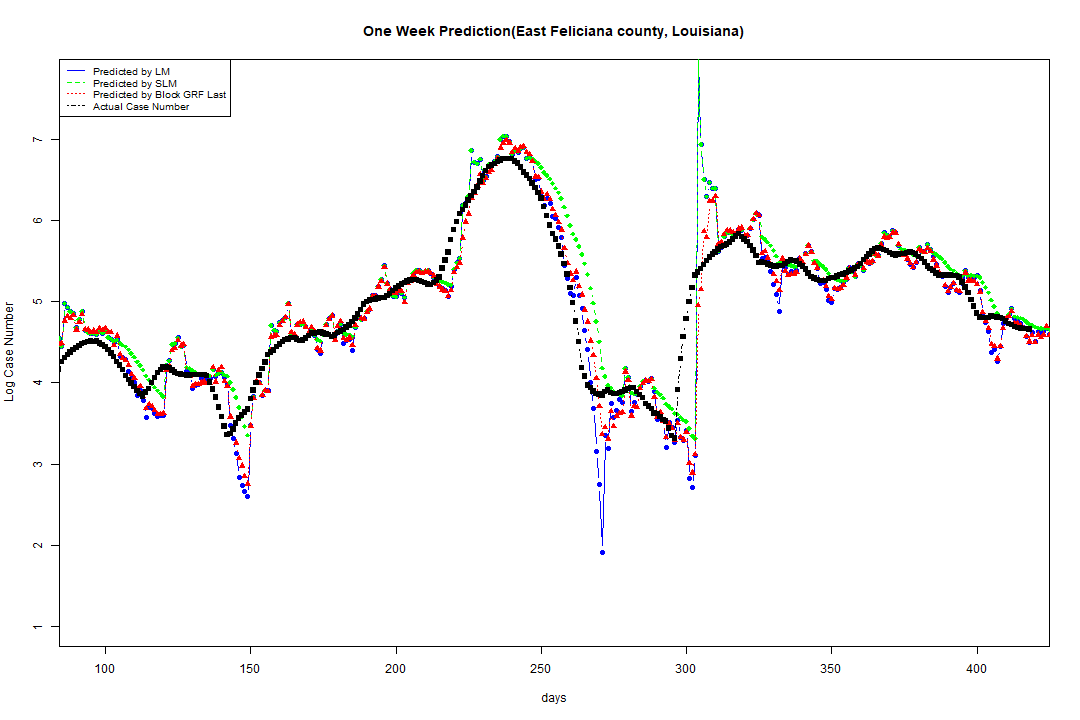 One Week Prediction(East Feliciana county, Louisiana)
Predicted by LM
Predicted by SLM
Predicted by Block GRF Last
Actual Case Number
Log Case Number
7
6
5
4
3
2
1
100 150 200 250 300 350 400
days